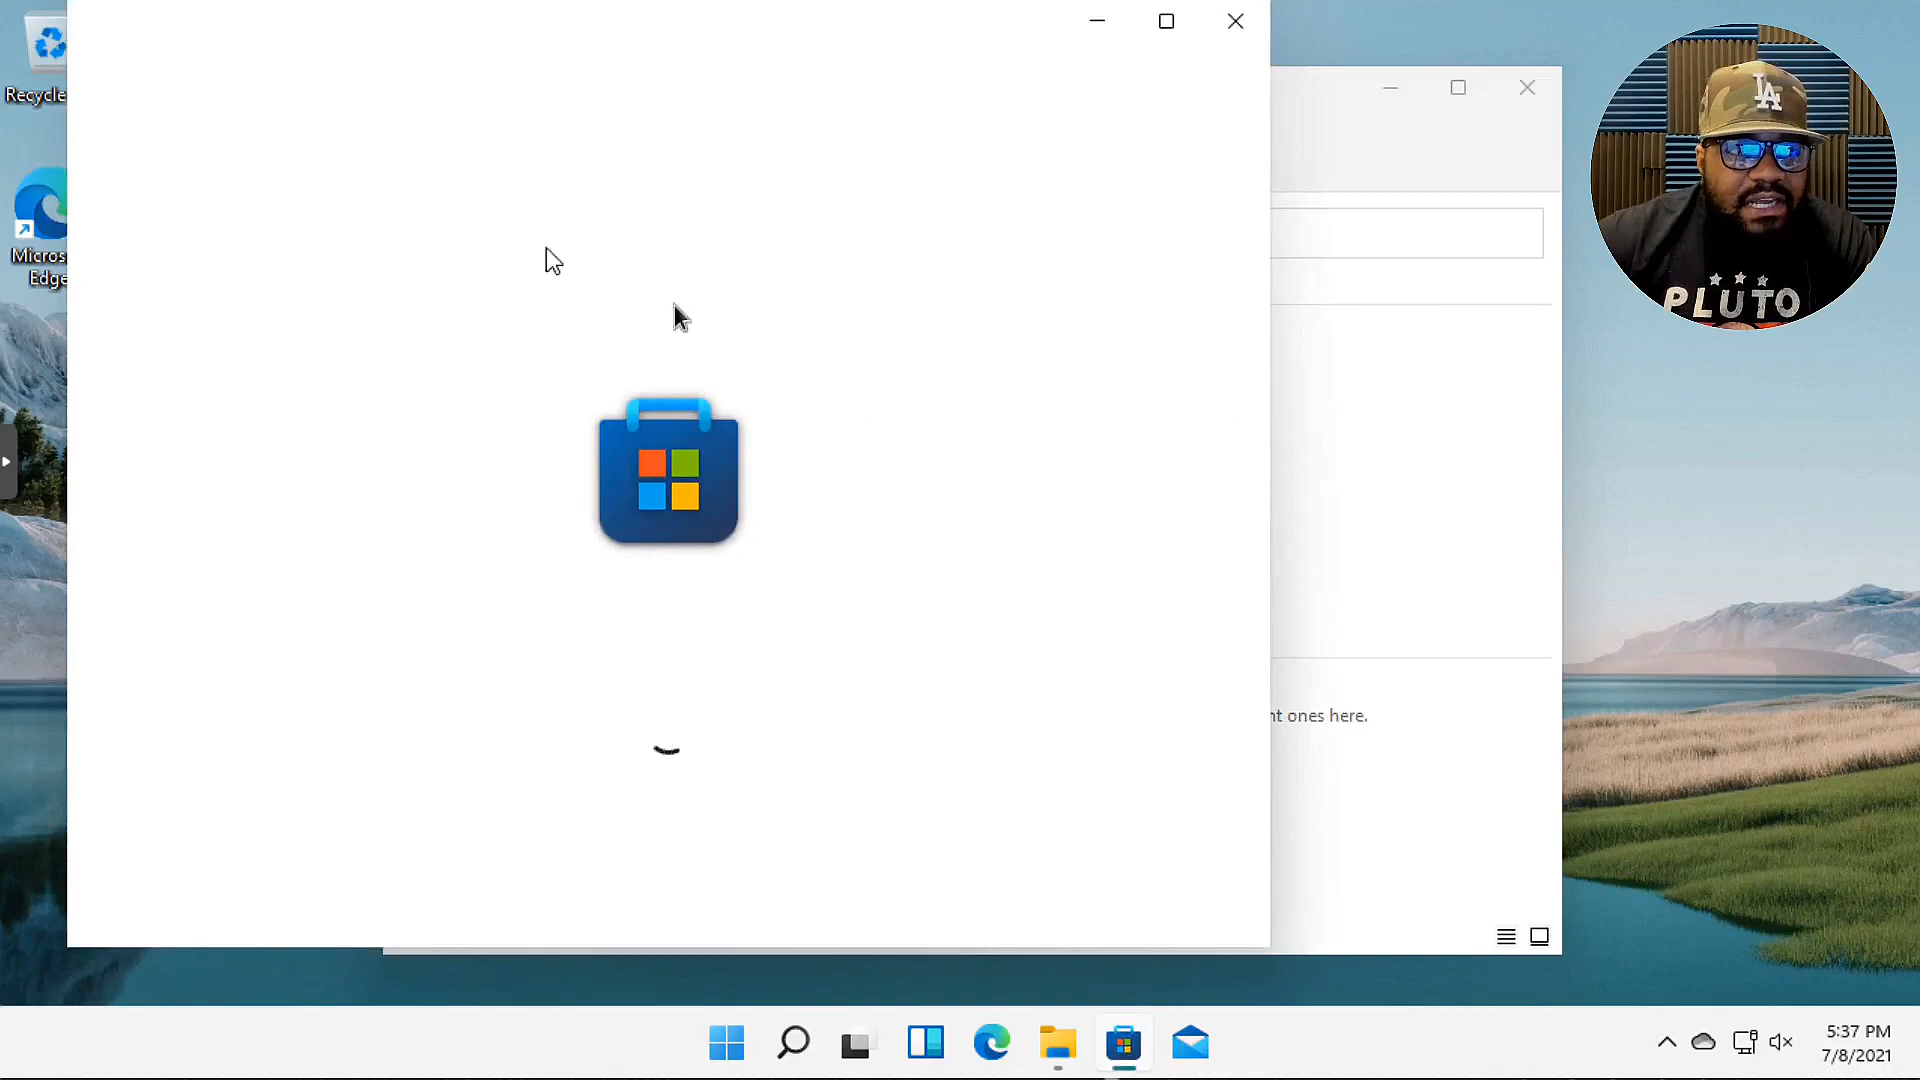 Recycle
Micros
Edge
LA
PLUTO
nt ones here.
5:37 PM
7/8/2021